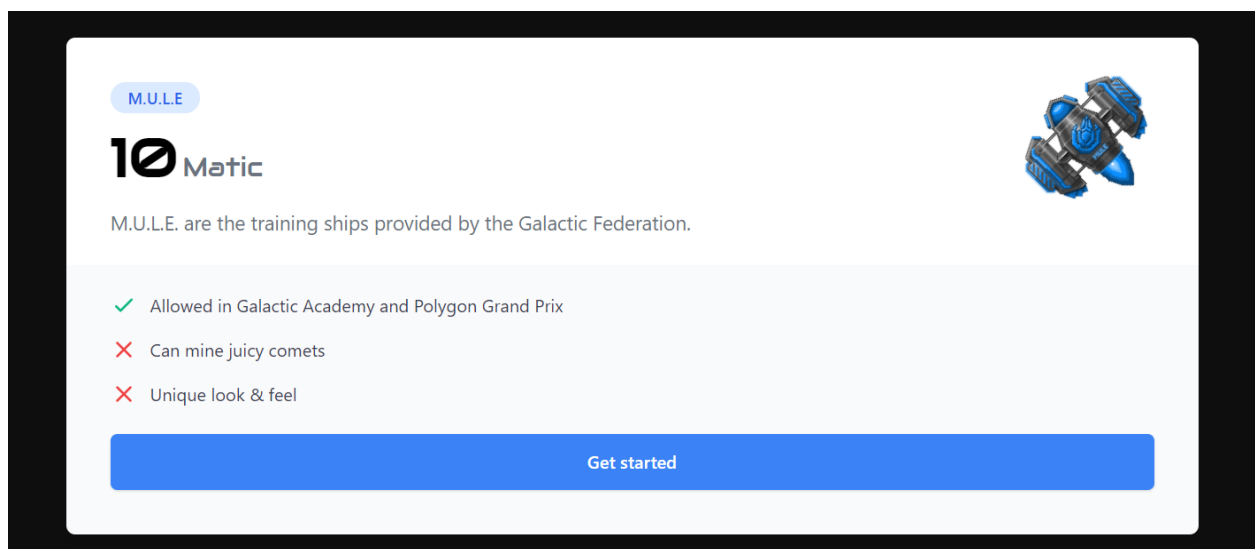 M.U.L.E
10 Matic
M.U.L.E. are the training ships provided by the Galactic Federation.
Allowed in Galactic Academy and Polygon Grand Prix
Can mine juicy comets
Unique look & feel
Get started